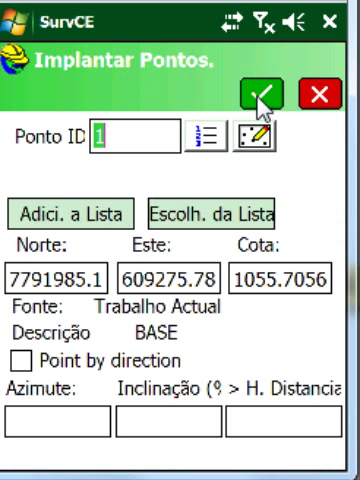 SurvCE
Implantar Pontos.
Ponto ID 1
Adici. a Lista Escolh. da Lista
Norte: Este: Cota:
7791985.1 609275.78 1055.7056
Fonte: Trabalho Actual
Descrição BASE
Point by direction
Azimute: Inclinação (% > H. Distancia